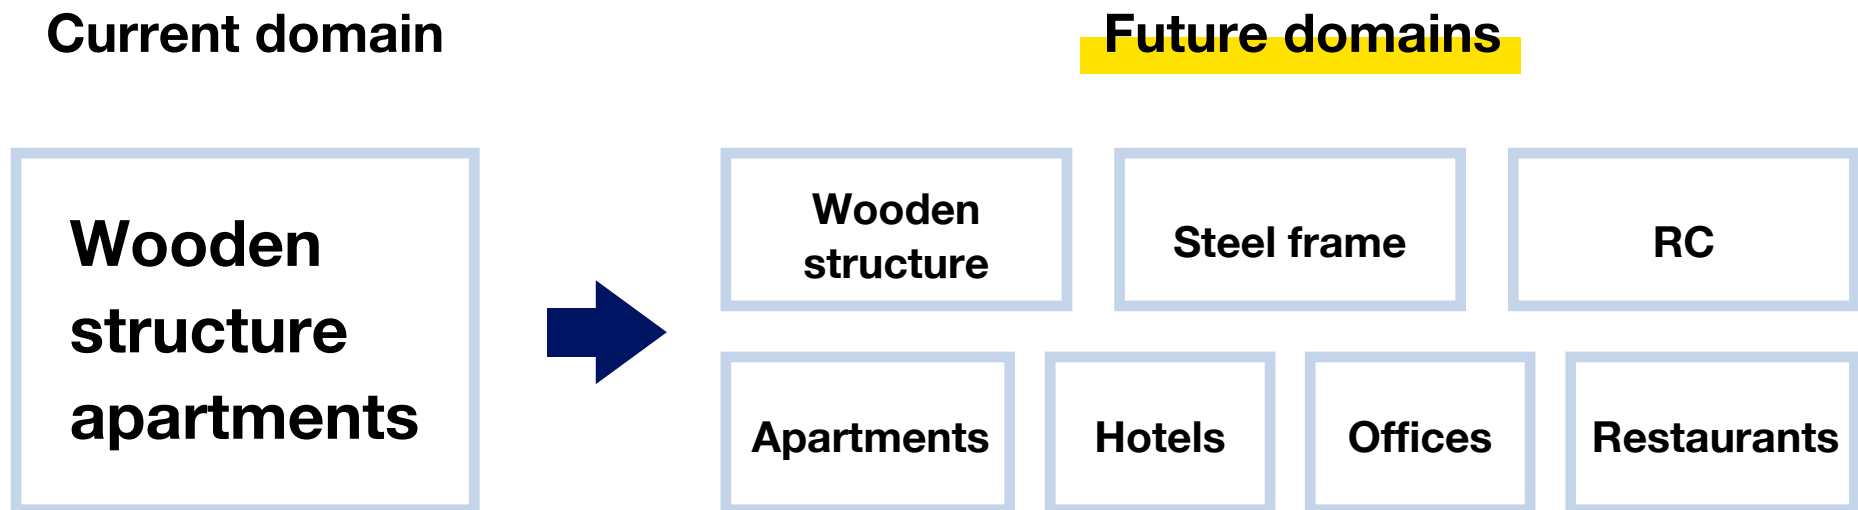 Current domain
Future domains
Wooden
structure
apartments
Wooden
structure
Steel frame
RC
Apartments
Hotels
Offices
Restaurants